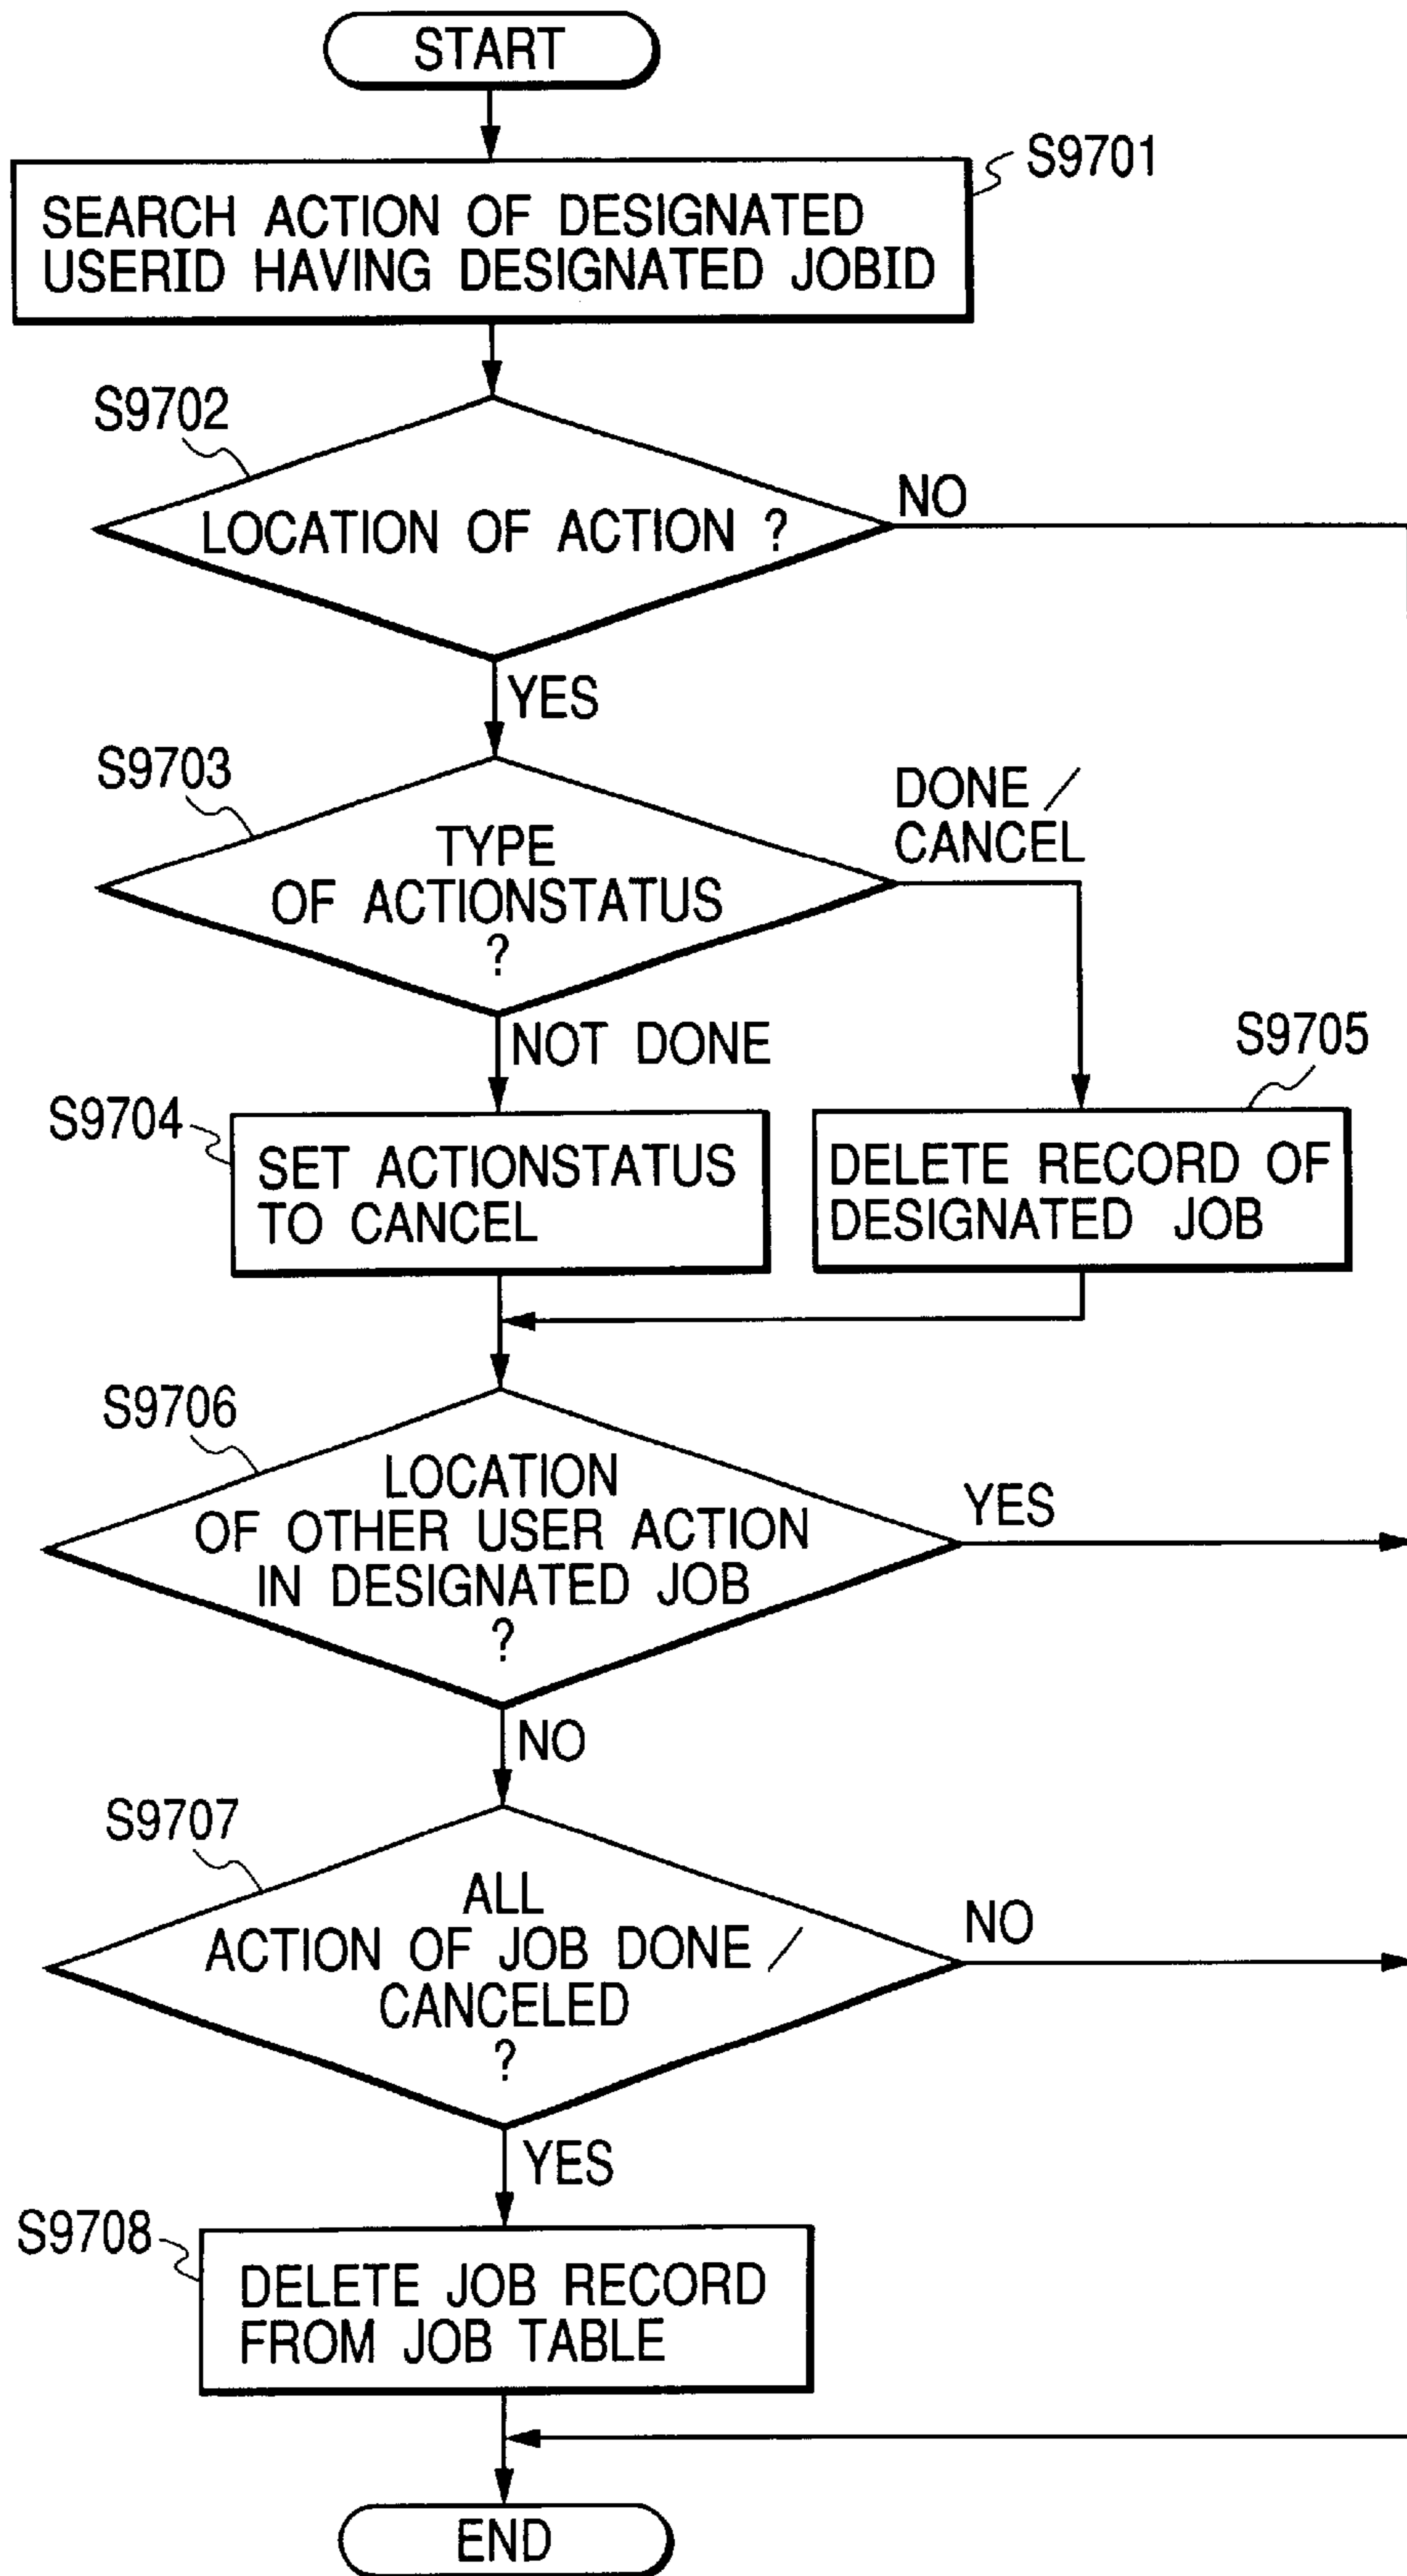 START
S9701
SEARCH ACTION OF DESIGNATED
USERID HAVING DESIGNATED JOBID
S9702
LOCATION OF ACTION ?
NO
YES
S9703
TYPE
OF ACTIONSTATUS
?
DONE /
CANCEL
NOT DONE
S9704
SET ACTIONSTATUS
TO CANCEL
S9705
DELETE RECORD OF
DESIGNATED JOB
S9706
LOCATION
OF OTHER USER ACTION
IN DESIGNATED JOB
?
YES
NO
S9707
ALL
ACTION OF JOB DONE /
CANCELED
?
NO
YES
S9708
DELETE JOB RECORD
FROM JOB TABLE
END